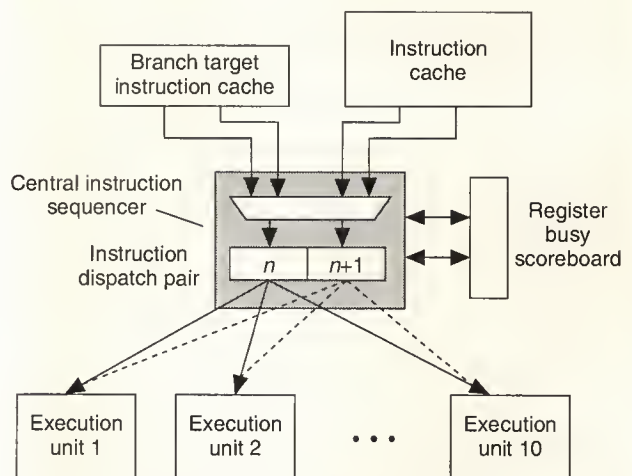 Branch target
instruction cache
Instruction
cache
Central instruction
sequencer
Instruction
dispatch pair
n
n+1
Register
busy
scoreboard
Execution
unit 1
Execution
unit 2
• • •
Execution
unit 10